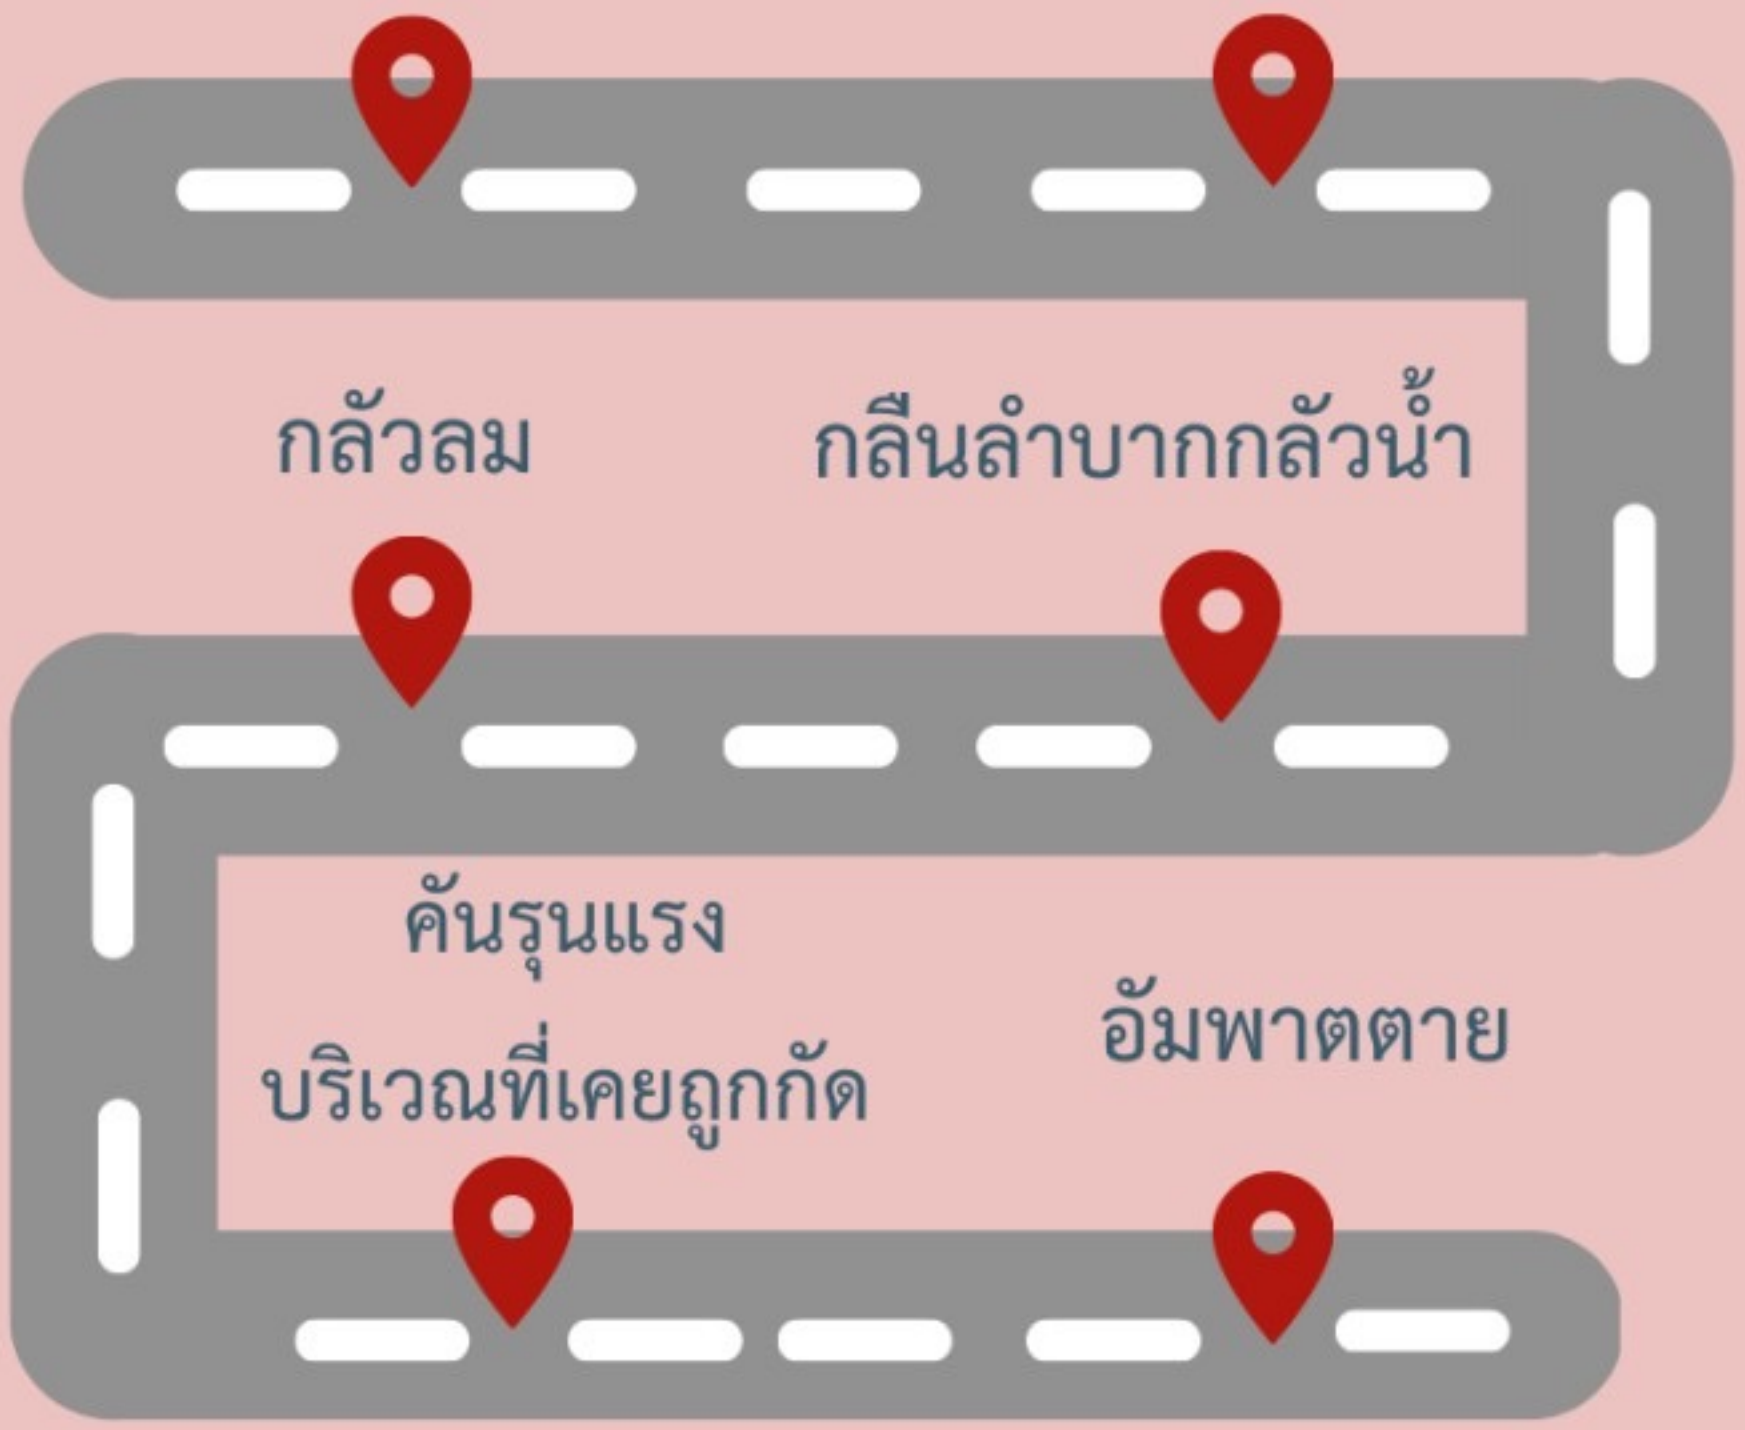 กลัวลม
กลืนลำบากกลัวน้ำ
คันรุนแรง
บริเวณที่เคยถูกกัด
อัมพาตตาย